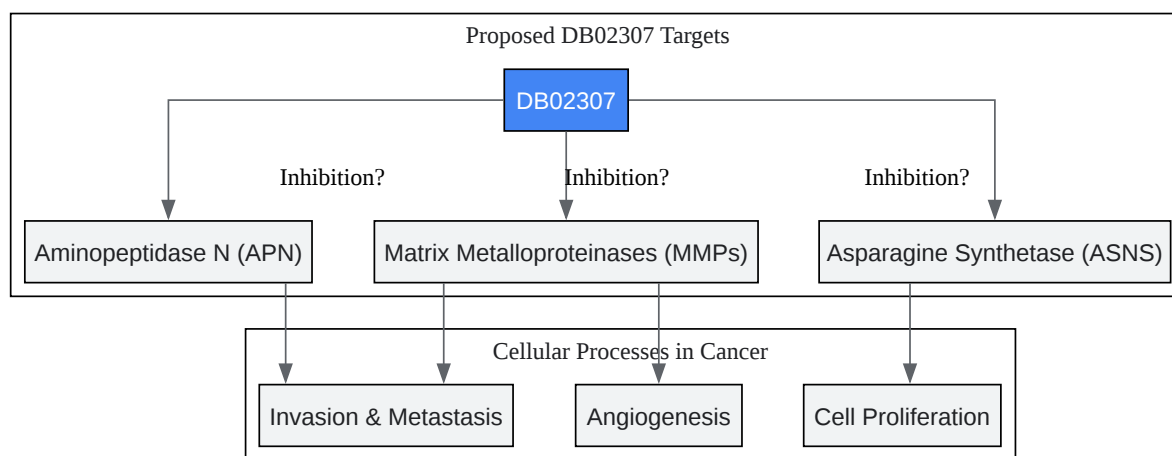 Proposed DB02307 Targets
DB02307
Inhibition?
Inhibition?
Inhibition?
Aminopeptidase N (APN)
Matrix Metalloproteinases (MMPs)
Asparagine Synthetase (ASNS)
Cellular Processes in Cancer
Invasion & Metastasis
Angiogenesis
Cell Proliferation